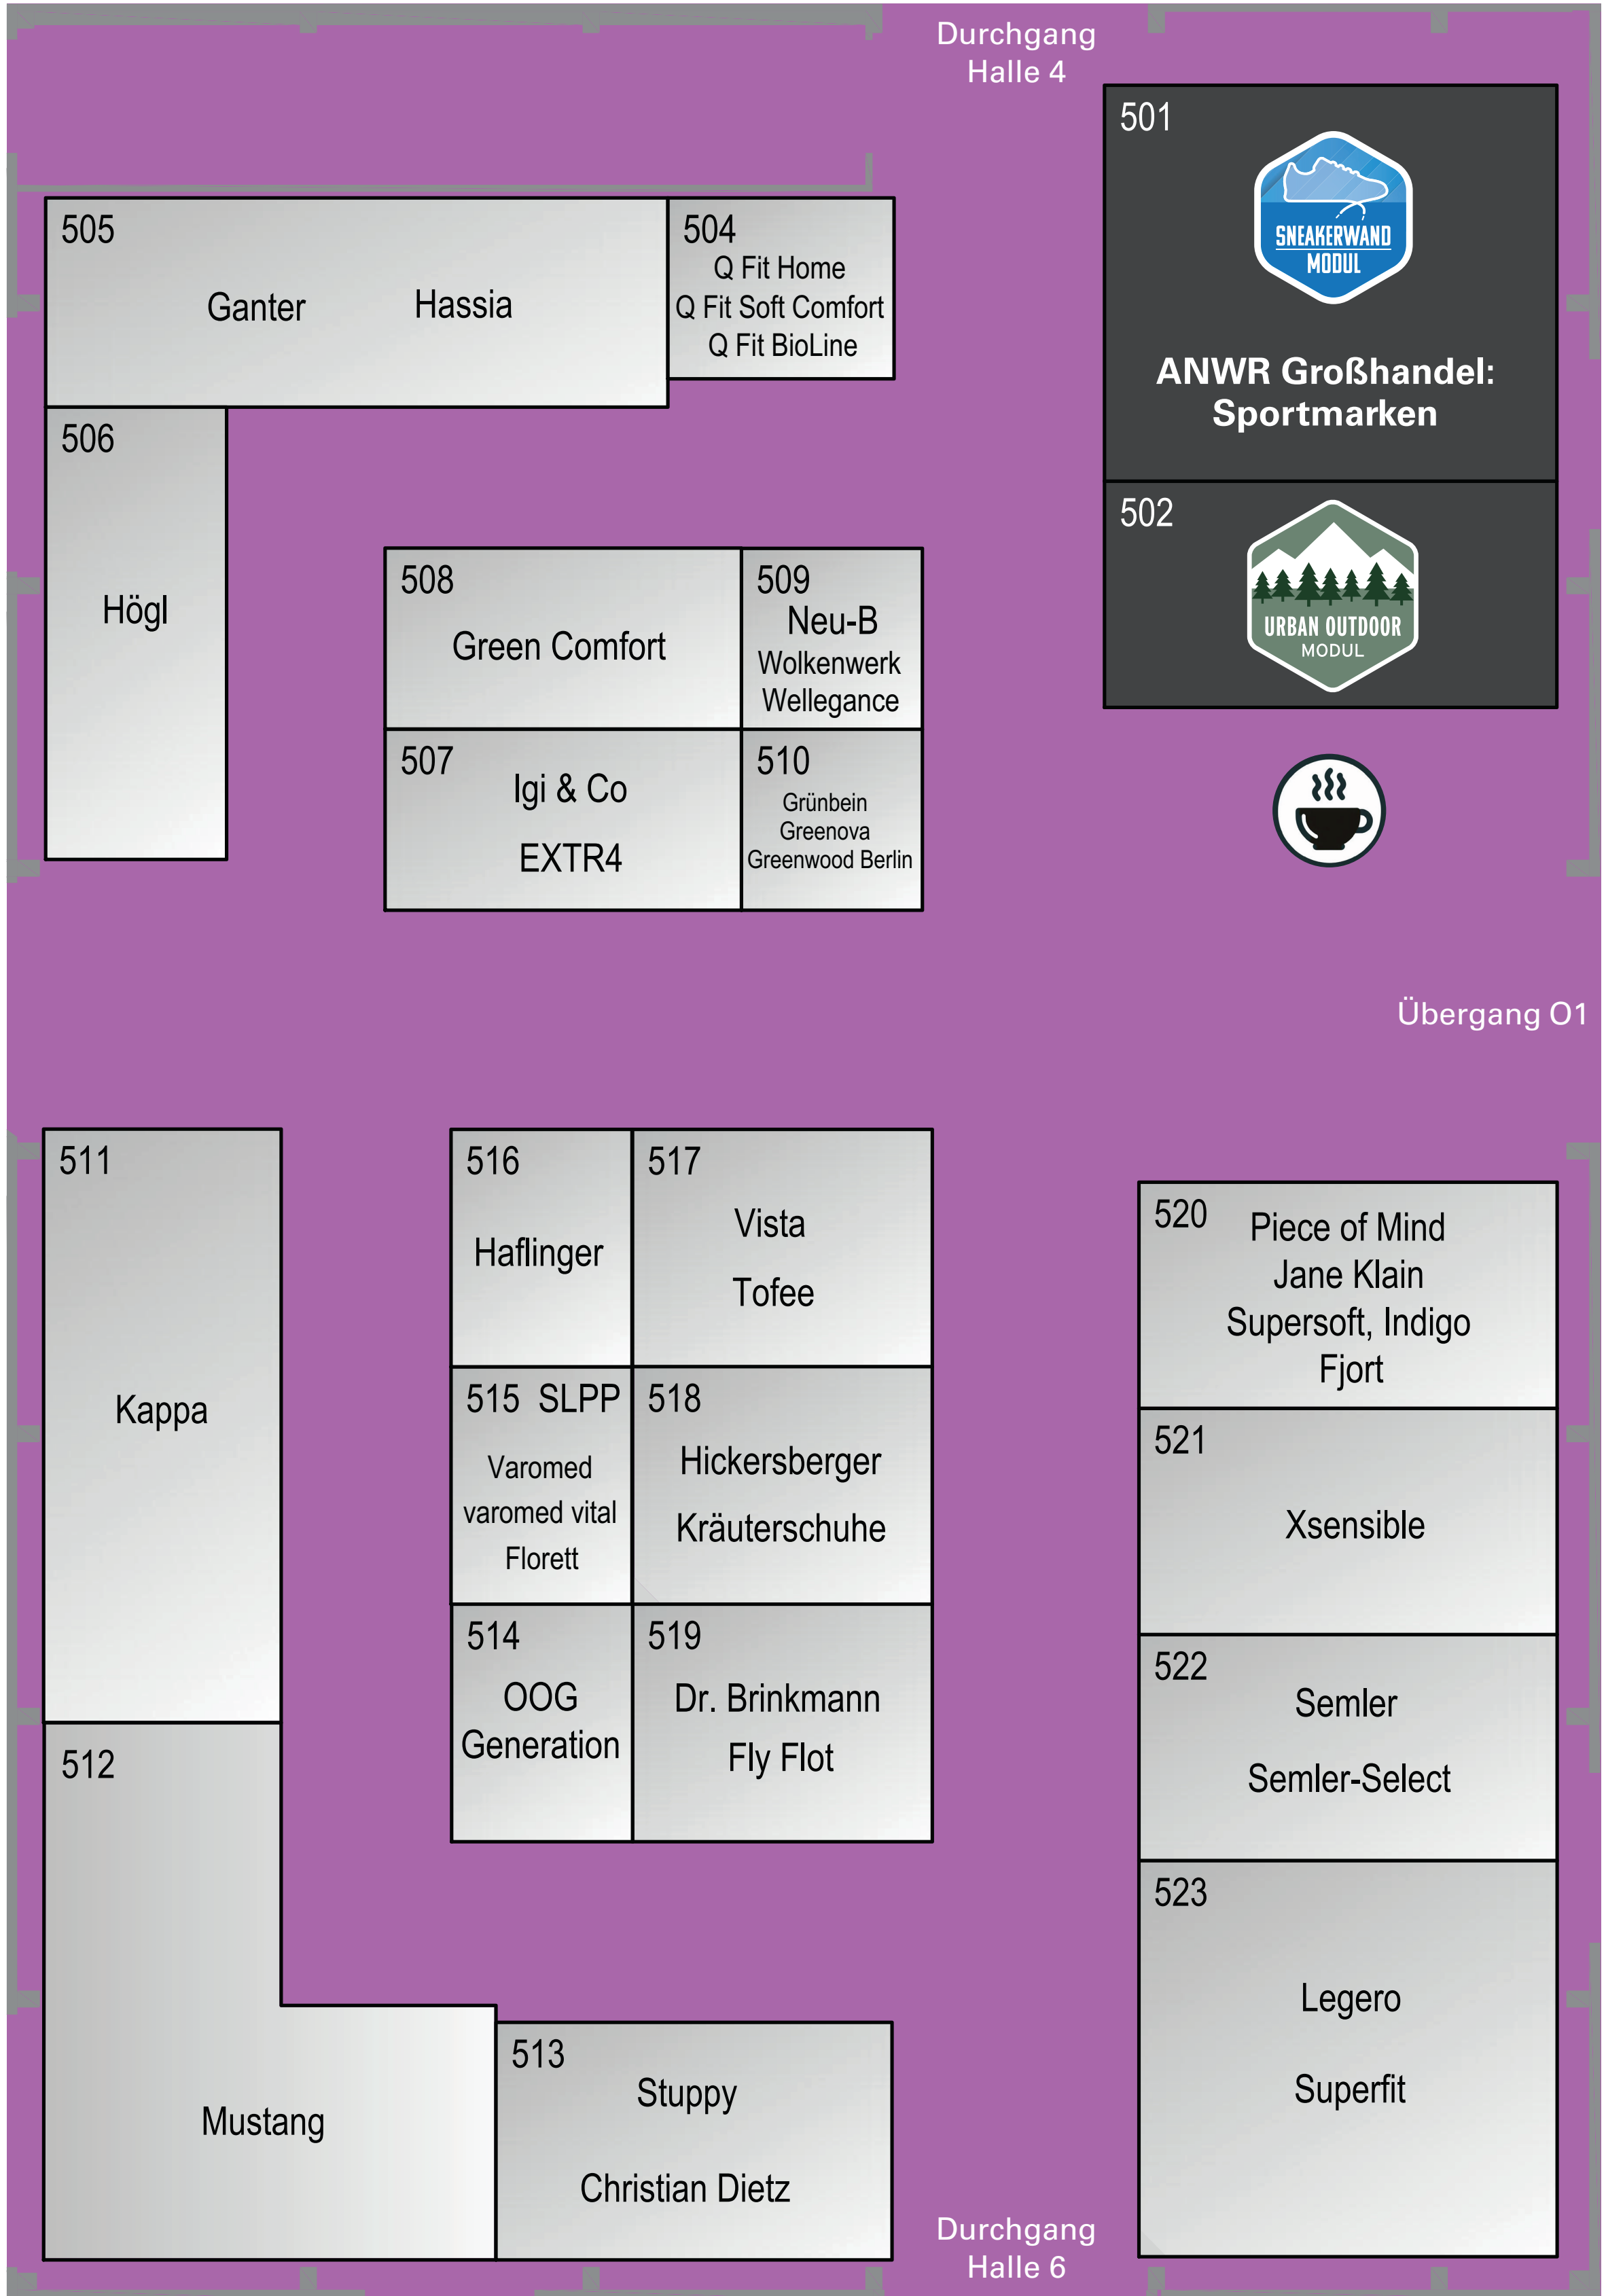 Durchgang
Halle 4
501
SNEAKERWAND
MODUL
ANWR Großhandel:
Sportmarken
505
Ganter Hassia
504
Q Fit Home
Q Fit Soft Comfort
Q Fit BioLine
506
Högl
502
URBAN OUTDOOR
MODUL
508
Green Comfort
509
Neu-B
Wolkenwerk
Wellegance
507
Igi & Co
EXTR4
510
Grünbein
Greenova
Greenwood Berlin
Übergang O1
511
Kappa
516
Haflinger
517
Vista
Tofee
520
Piece of Mind
Jane Klain
Supersoft, Indigo
Fjort
515 SLPP
Varomed
varomed vital
Florett
518
Hickersberger
Kräuterschuhe
521
Xsensible
514
OOG
Generation
519
Dr. Brinkmann
Fly Flot
522
Semler
Semler-Select
512
Mustang
513
Stuppy
Christian Dietz
523
Legero
Superfit
Durchgang
Halle 6